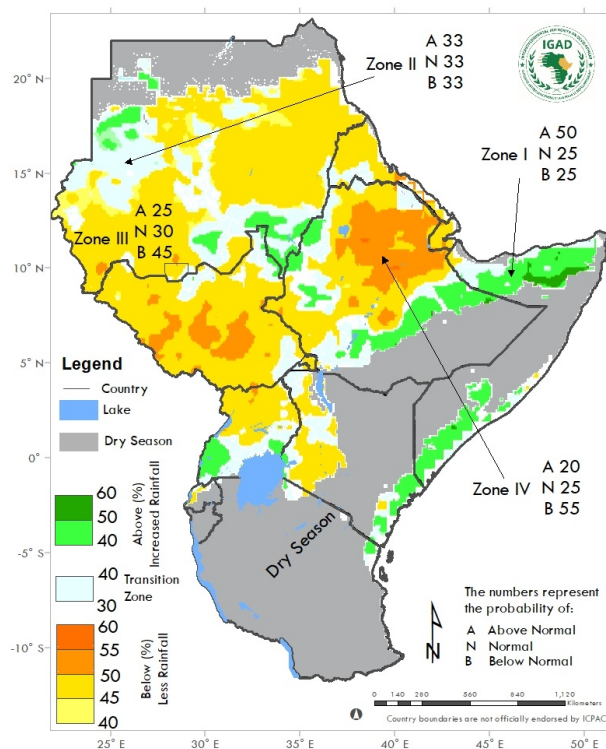 IGAD
20° N
15° N
10° N
5° N
0°
-5° S
-10° S
25° E
30° E
35° E
40° E
45° E
50° E
Zone II
A 33
N 33
B 33
Zone I
A 50
N 25
B 25
Zone III
A 25
N 30
B 45
Zone IV
A 20
N 25
B 55
Dry Season
Legend
Country
Lake
Dry Season
60
50
40
Above (%)
Increased Rainfall
40
30
Transition
Zone
60
55
50
45
40
Below (%)
Less Rainfall
N
The numbers represent
the probability of:
A Above Normal
N Normal
B Below Normal
0 140 280 560 840 1,120
Kilometers
Country boundaries are not officially endorsed by ICPAC